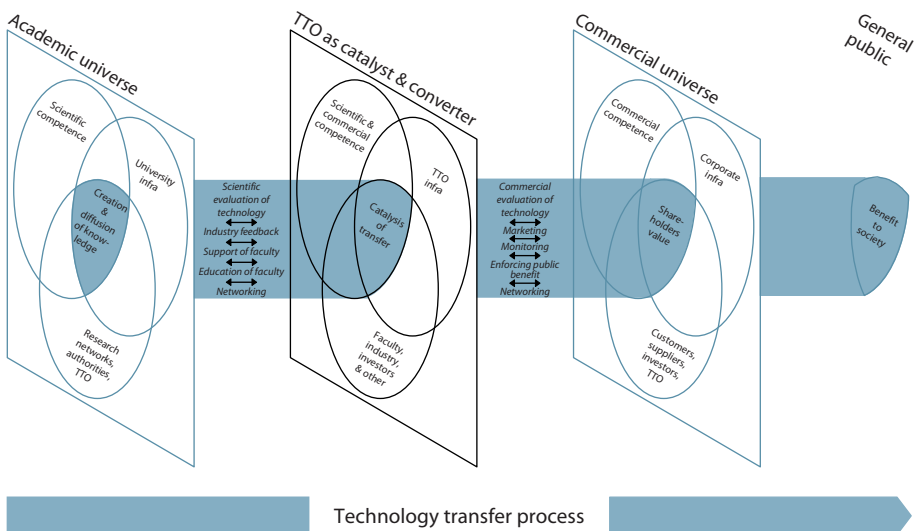 Academic universe
Scientific
competence
University
infra
Creation
&
diffusion
of know-
ledge
Research
networks,
authorities,
TTO
Scientific
evaluation of
technology
Industry feedback
Support of faculty
Education of faculty
Networking
TTO as catalyst & converter
Scientific &
commercial
competence
TTO
infra
Catalysis
of
transfer
Faculty,
industry,
investors
& other
Commercial
evaluation of
technology
Marketing
Monitoring
Enforcing public
benefit
Networking
Commercial universe
Commercial
competence
Corporate
infra
Share-
holders
value
Customers,
suppliers,
investors,
TTO
General
public
Benefit
to
society
Technology transfer process